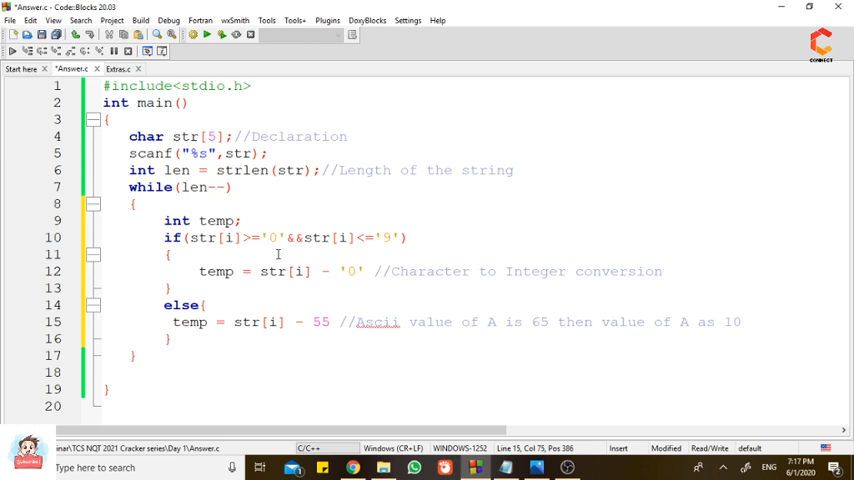 *Answer.c - Code::Blocks 20.03
File Edit View Search Project Build Debug Fortran wxSmith Tools Tools+ Plugins DoxyBlocks Settings Help
CONNECT
Start here × *Answer.c × Extras.c ×
1 #include<stdio.h>
2 int main()
3 {
4 char str[5];//Declaration
5 scanf("%s",str);
6 int len = strlen(str);//Length of the string
7 while(len--)
8 {
9 int temp;
10 if(str[i]>='0'&&str[i]<='9')
11 {
12 temp = str[i] - '0' //Character to Integer conversion
13 }
14 else{
15 temp = str[i] - 55 //Ascii value of A is 65 then value of A as 10
16 }
17 }
18
19 }
20
inar\TCS NQT 2021 Cracker series\Day 1\Answer.c C/C++ Windows (CR+LF) WINDOWS-1252 Line 15, Col 75, Pos 386 Insert Modified Read/Write default
Type here to search
ENG
7:17 PM
6/1/2020